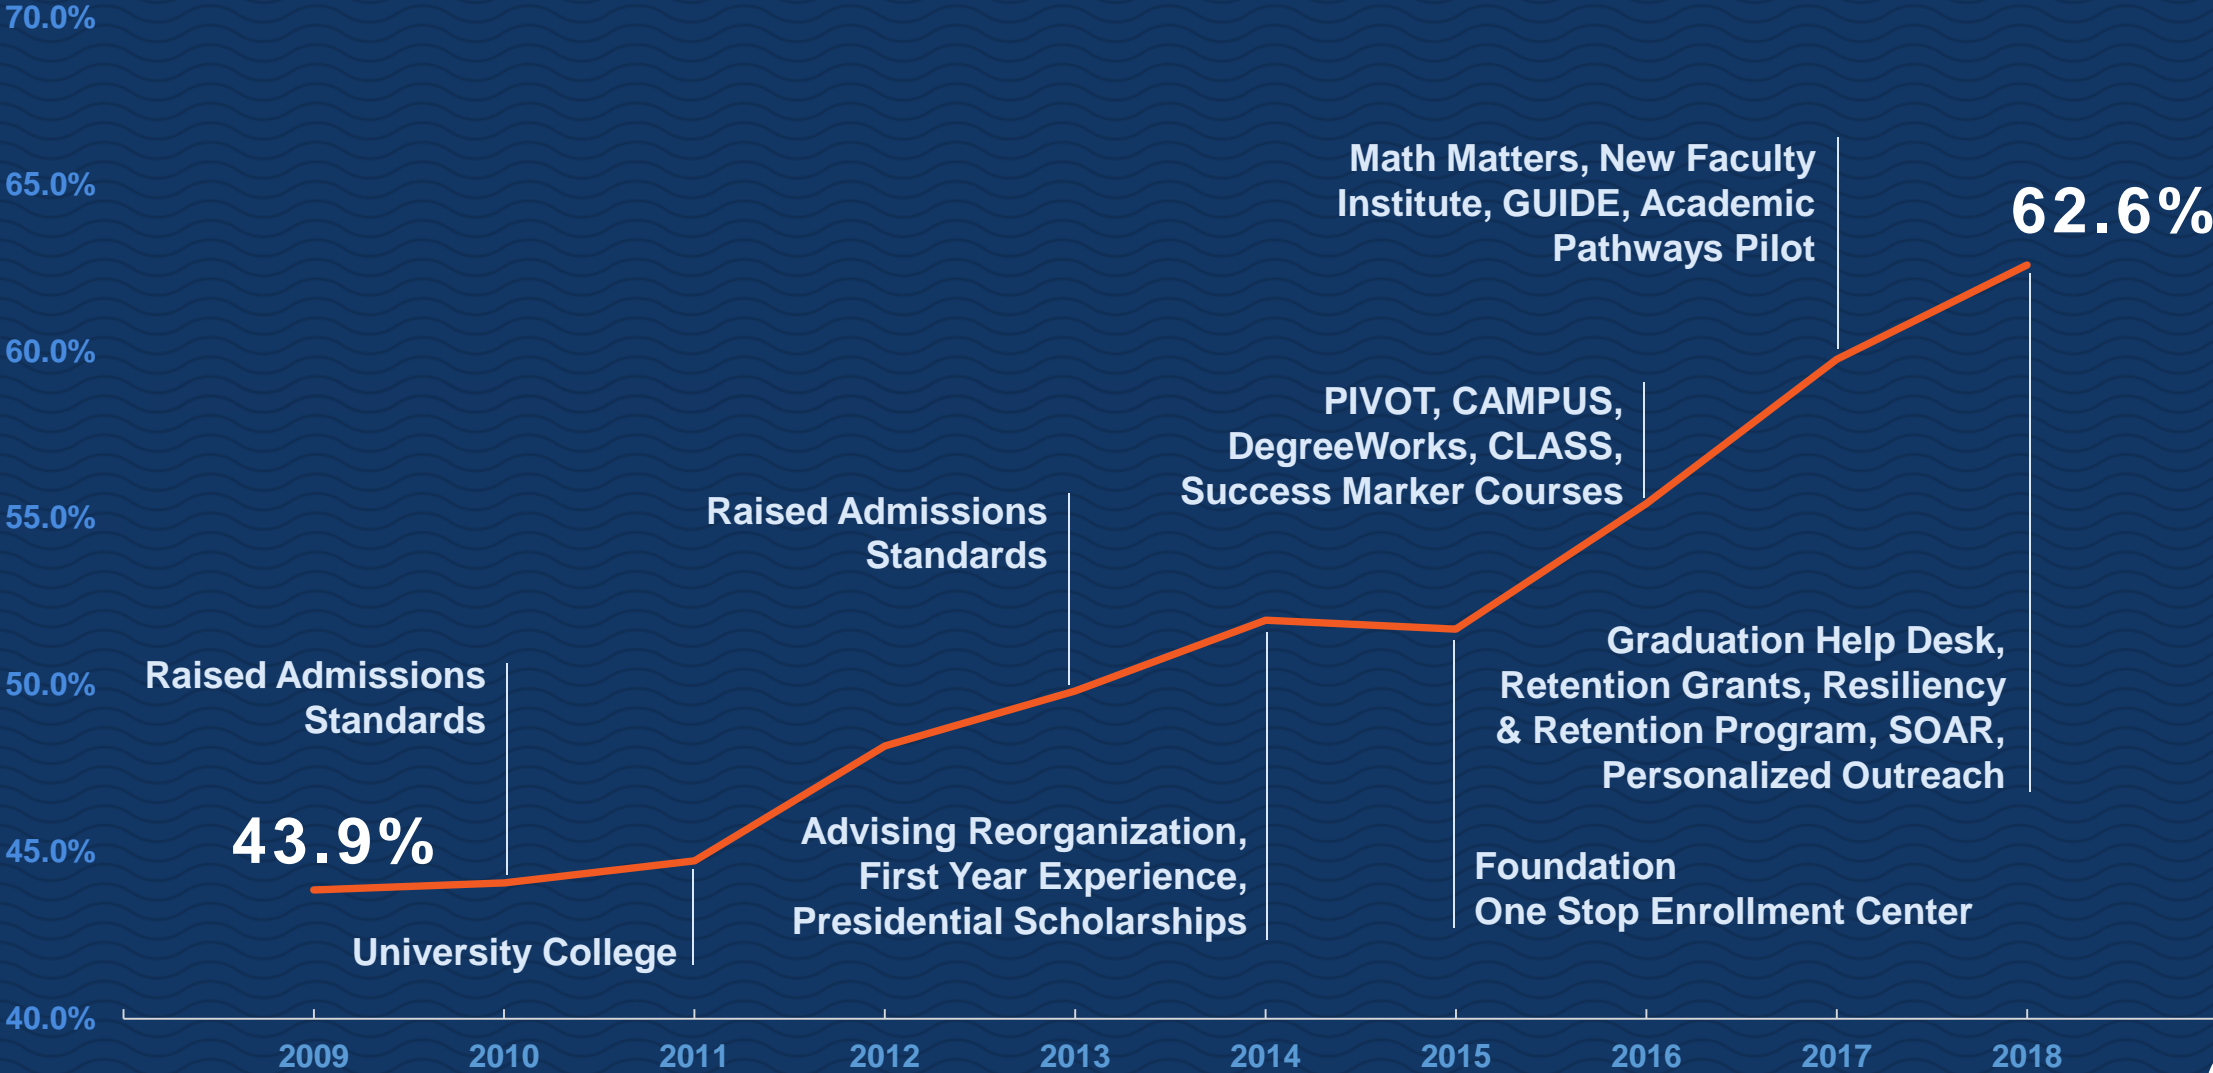 70.0%
65.0%
60.0%
55.0%
50.0%
45.0%
40.0%
43.9%
Raised Admissions
Standards
University College
Raised Admissions
Standards
Advising Reorganization,
First Year Experience,
Presidential Scholarships
Foundation
One Stop Enrollment Center
PIVOT, CAMPUS,
DegreeWorks, CLASS,
Success Marker Courses
Math Matters, New Faculty
Institute, GUIDE, Academic
Pathways Pilot
62.6%
Graduation Help Desk,
Retention Grants, Resiliency
& Retention Program, SOAR,
Personalized Outreach
2009 2010 2011 2012 2013 2014 2015 2016 2017 2018